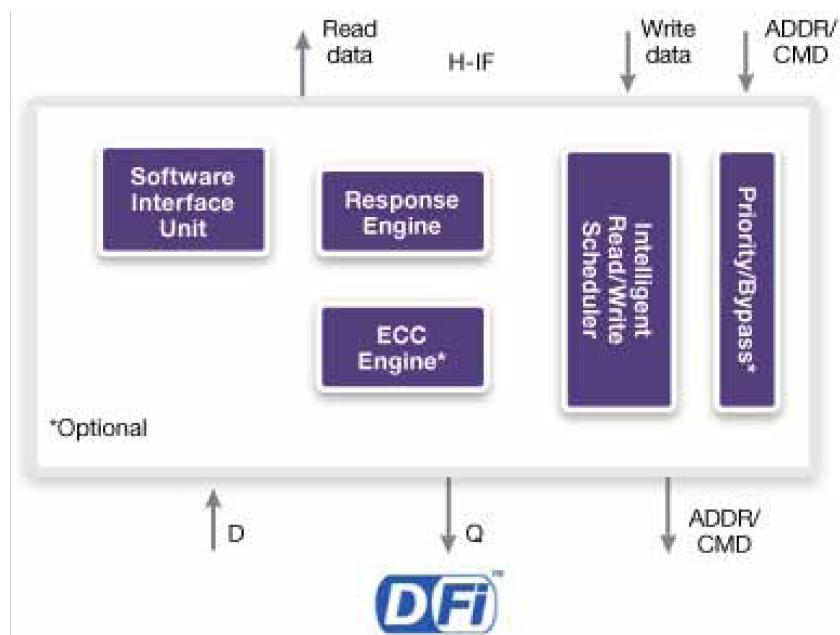 Read
data
H-IF
Write
data
ADDR/
CMD
Software
Interface
Unit
Response
Engine
ECC
Engine*
Intelligent
Read/Write
Scheduler
Priority/Bypass*
*Optional
D
Q
ADDR/
CMD
DFi™